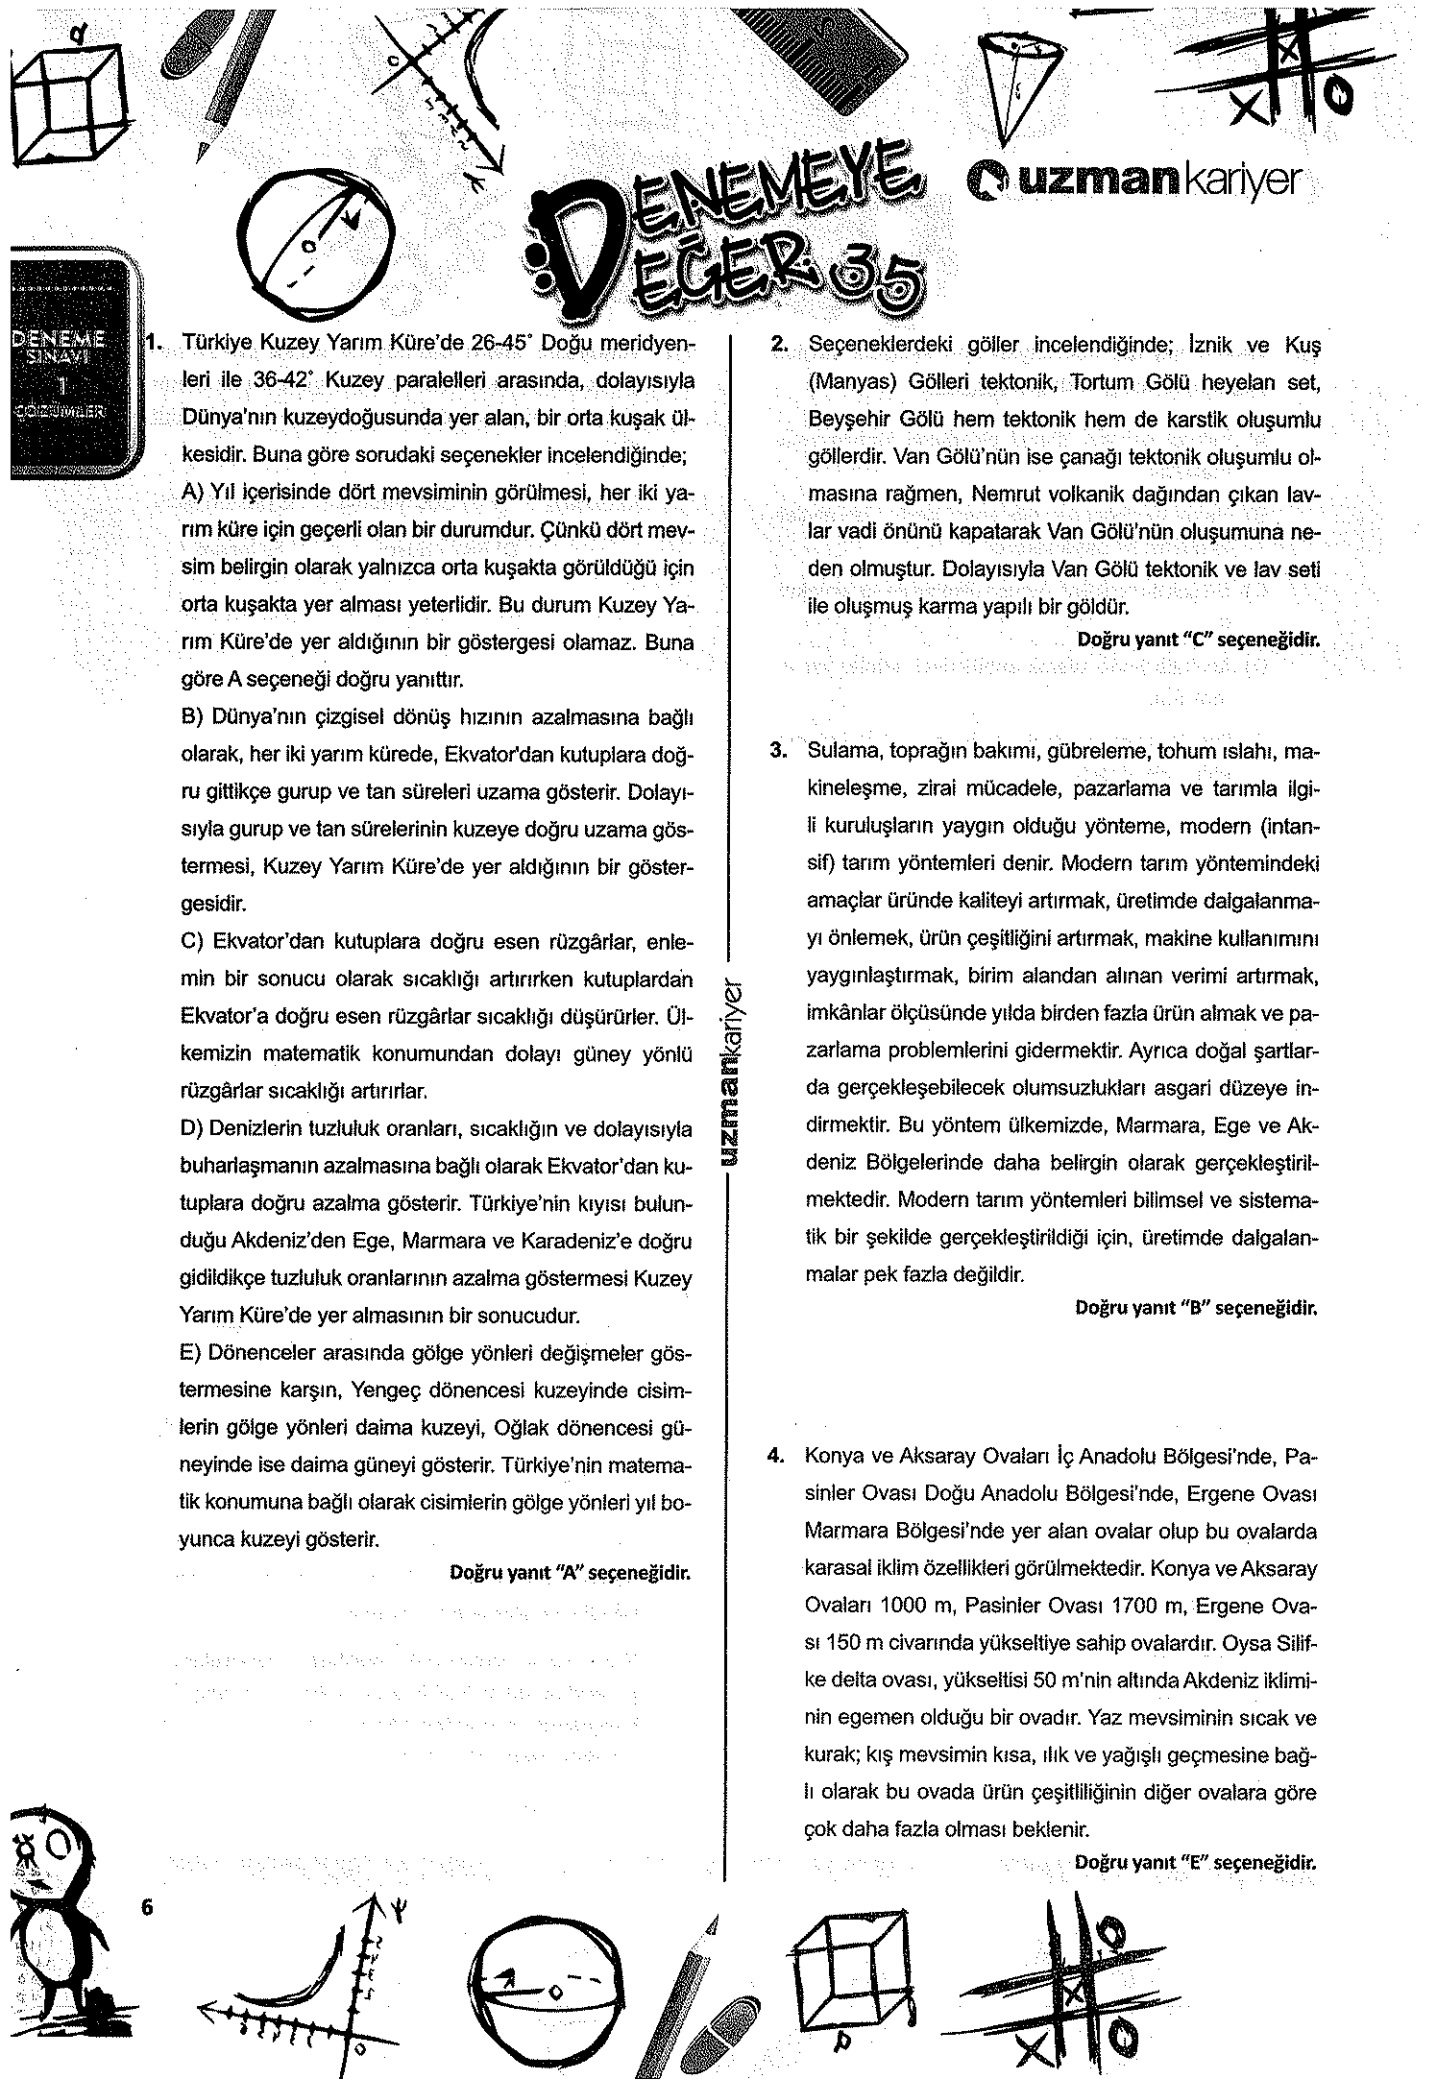 DENEMEYE
DEĞER 35
uzmankariyer
DENEME
SINAVI
1
ÇÖZÜMLER
1. Türkiye Kuzey Yarım Küre’de 26-45˚ Doğu meridyen-
leri ile 36-42˚ Kuzey paralelleri arasında, dolayısıyla
Dünya’nın kuzeydoğusunda yer alan, bir orta kuşak ül-
kesidir. Buna göre sorudaki seçenekler incelendiğinde;
A) Yıl içerisinde dört mevsiminin görülmesi, her iki ya-
rım küre için geçerli olan bir durumdur. Çünkü dört mev-
sim belirgin olarak yalnızca orta kuşakta görüldüğü için
orta kuşakta yer alması yeterlidir. Bu durum Kuzey Ya-
rım Küre’de yer aldığının bir göstergesi olamaz. Buna
göre A seçeneği doğru yanıttır.
B) Dünya’nın çizgisel dönüş hızının azalmasına bağlı
olarak, her iki yarım kürede, Ekvator'dan kutuplara doğ-
ru gittikçe gurup ve tan süreleri uzama gösterir. Dolayı-
sıyla gurup ve tan sürelerinin kuzeye doğru uzama gös-
termesi, Kuzey Yarım Küre’de yer aldığının bir göster-
gesidir.
C) Ekvator’dan kutuplara doğru esen rüzgârlar, enle-
min bir sonucu olarak sıcaklığı artırırken kutuplardan
Ekvator’a doğru esen rüzgârlar sıcaklığı düşürürler. Ül-
kemizin matematik konumundan dolayı güney yönlü
rüzgârlar sıcaklığı artırırlar.
D) Denizlerin tuzluluk oranları, sıcaklığın ve dolayısıyla
buharlaşmanın azalmasına bağlı olarak Ekvator’dan ku-
tuplara doğru azalma gösterir. Türkiye’nin kıyısı bulun-
duğu Akdeniz’den Ege, Marmara ve Karadeniz’e doğru
gidildikçe tuzluluk oranlarının azalma göstermesi Kuzey
Yarım Küre’de yer almasının bir sonucudur.
E) Dönenceler arasında gölge yönleri değişmeler gös-
termesine karşın, Yengeç dönencesi kuzeyinde cisim-
lerin gölge yönleri daima kuzeyi, Oğlak dönencesi gü-
neyinde ise daima güneyi gösterir. Türkiye’nin matema-
tik konumuna bağlı olarak cisimlerin gölge yönleri yıl bo-
yunca kuzeyi gösterir.
Doğru yanıt “A” seçeneğidir.
uzmankariyer
2. Seçeneklerdeki göller incelendiğinde; İznik ve Kuş
(Manyas) Gölleri tektonik, Tortum Gölü heyelan set,
Beyşehir Gölü hem tektonik hem de karstik oluşumlu
göllerdir. Van Gölü’nün ise çanağı tektonik oluşumlu ol-
masına rağmen, Nemrut volkanik dağından çıkan lav-
lar vadi önünü kapatarak Van Gölü’nün oluşumuna ne-
den olmuştur. Dolayısıyla Van Gölü tektonik ve lav seti
ile oluşmuş karma yapılı bir göldür.
Doğru yanıt “C” seçeneğidir.
3. Sulama, toprağın bakımı, gübreleme, tohum ıslahı, ma-
kineleşme, zirai mücadele, pazarlama ve tarımla ilgi-
li kuruluşların yaygın olduğu yönteme, modern (intan-
sif) tarım yöntemleri denir. Modern tarım yöntemindeki
amaçlar üründe kaliteyi artırmak, üretimde dalgalanma-
yı önlemek, ürün çeşitliğini artırmak, makine kullanımını
yaygınlaştırmak, birim alandan alınan verimi artırmak,
imkânlar ölçüsünde yılda birden fazla ürün almak ve pa-
zarlama problemlerini gidermektir. Ayrıca doğal şartlar-
da gerçekleşebilecek olumsuzlukları asgari düzeye in-
dirmektir. Bu yöntem ülkemizde, Marmara, Ege ve Ak-
deniz Bölgelerinde daha belirgin olarak gerçekleştiril-
mektedir. Modern tarım yöntemleri bilimsel ve sistema-
tik bir şekilde gerçekleştirildiği için, üretimde dalgalan-
malar pek fazla değildir.
Doğru yanıt “B” seçeneğidir.
4. Konya ve Aksaray Ovaları İç Anadolu Bölgesi’nde, Pa-
sinler Ovası Doğu Anadolu Bölgesi’nde, Ergene Ovası
Marmara Bölgesi’nde yer alan ovalar olup bu ovalarda
karasal iklim özellikleri görülmektedir. Konya ve Aksaray
Ovaları 1000 m, Pasinler Ovası 1700 m, Ergene Ova-
sı 150 m civarında yükseltiye sahip ovalardır. Oysa Silif-
ke delta ovası, yükseltisi 50 m’nin altında Akdeniz iklimi-
nin egemen olduğu bir ovadır. Yaz mevsiminin sıcak ve
kurak; kış mevsimin kısa, ılık ve yağışlı geçmesine bağ-
lı olarak bu ovada ürün çeşitliliğinin diğer ovalara göre
çok daha fazla olması beklenir.
Doğru yanıt “E” seçeneğidir.
6